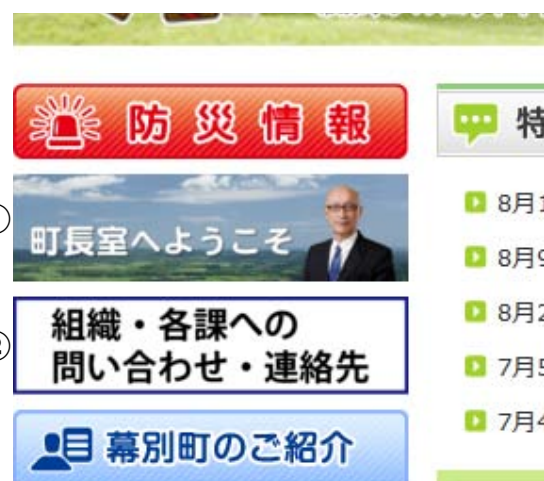 防災情報
町長室へようこそ
組織・各課への
問い合わせ・連絡先
幕別町のご紹介
特
8月1
8月9
8月2
7月5
7月4